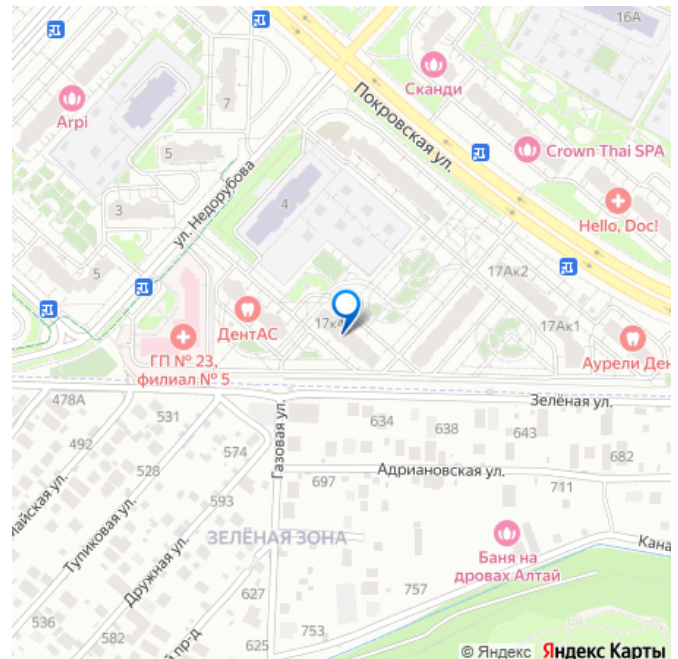 16А
Сканди
Arpi
7
Покровская ул.
Crown Thai SPA
5
ул. Недорубова
3
4
Hello, Doc!
5
17Ак2
17к
ДентАС
17Ак1
ГП № 23,
филиал № 5
Аурели Ден
478А
531
Газовая ул.
634
638
643
Зелёная ул.
492
574
682
528
697
Адриановская ул.
711
майская ул.
Тупиковая ул.
593
ЗЕЛЁНАЯ ЗОНА
Баня на
дровах Алтай
Кана
Дружная ул.
627
757
536
582
625
753
й пр-д
© Яндекс Яндекс Карты